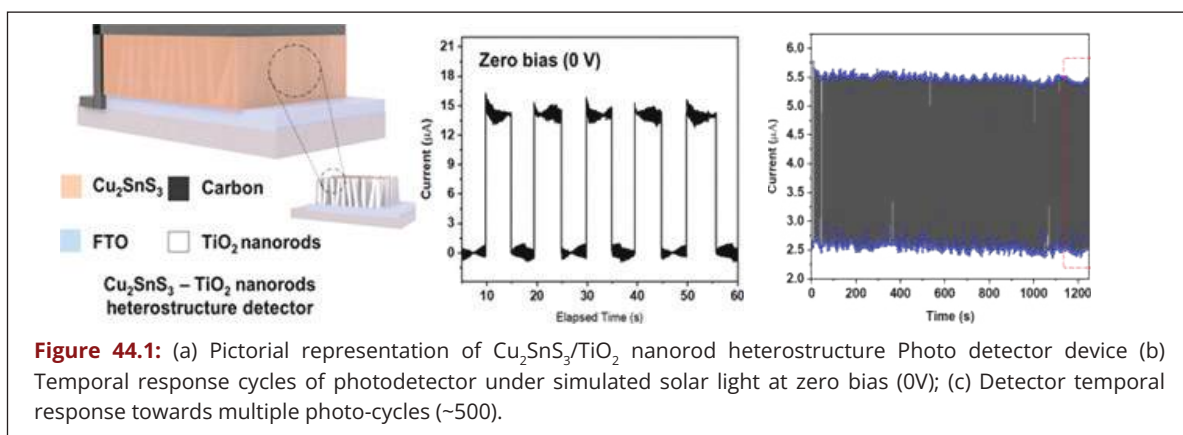 Cu₂SnS₃
Carbon
FTO
TiO₂ nanorods
Cu₂SnS₃ – TiO₂ nanorods
heterostructure detector
Zero bias (0 V)
Current (μA)
21
18
15
12
9
6
3
0
10 20 30 40 50 60
Elapsed Time (s)
Current (μA)
6.0
5.5
5.0
4.5
4.0
3.5
3.0
2.5
2.0
0 200 400 600 800 1000 1200
Time (s)
Figure 44.1: (a) Pictorial representation of Cu₂SnS₃/TiO₂ nanorod heterostructure Photo detector device (b)
Temporal response cycles of photodetector under simulated solar light at zero bias (0V); (c) Detector temporal
response towards multiple photo-cycles (~500).